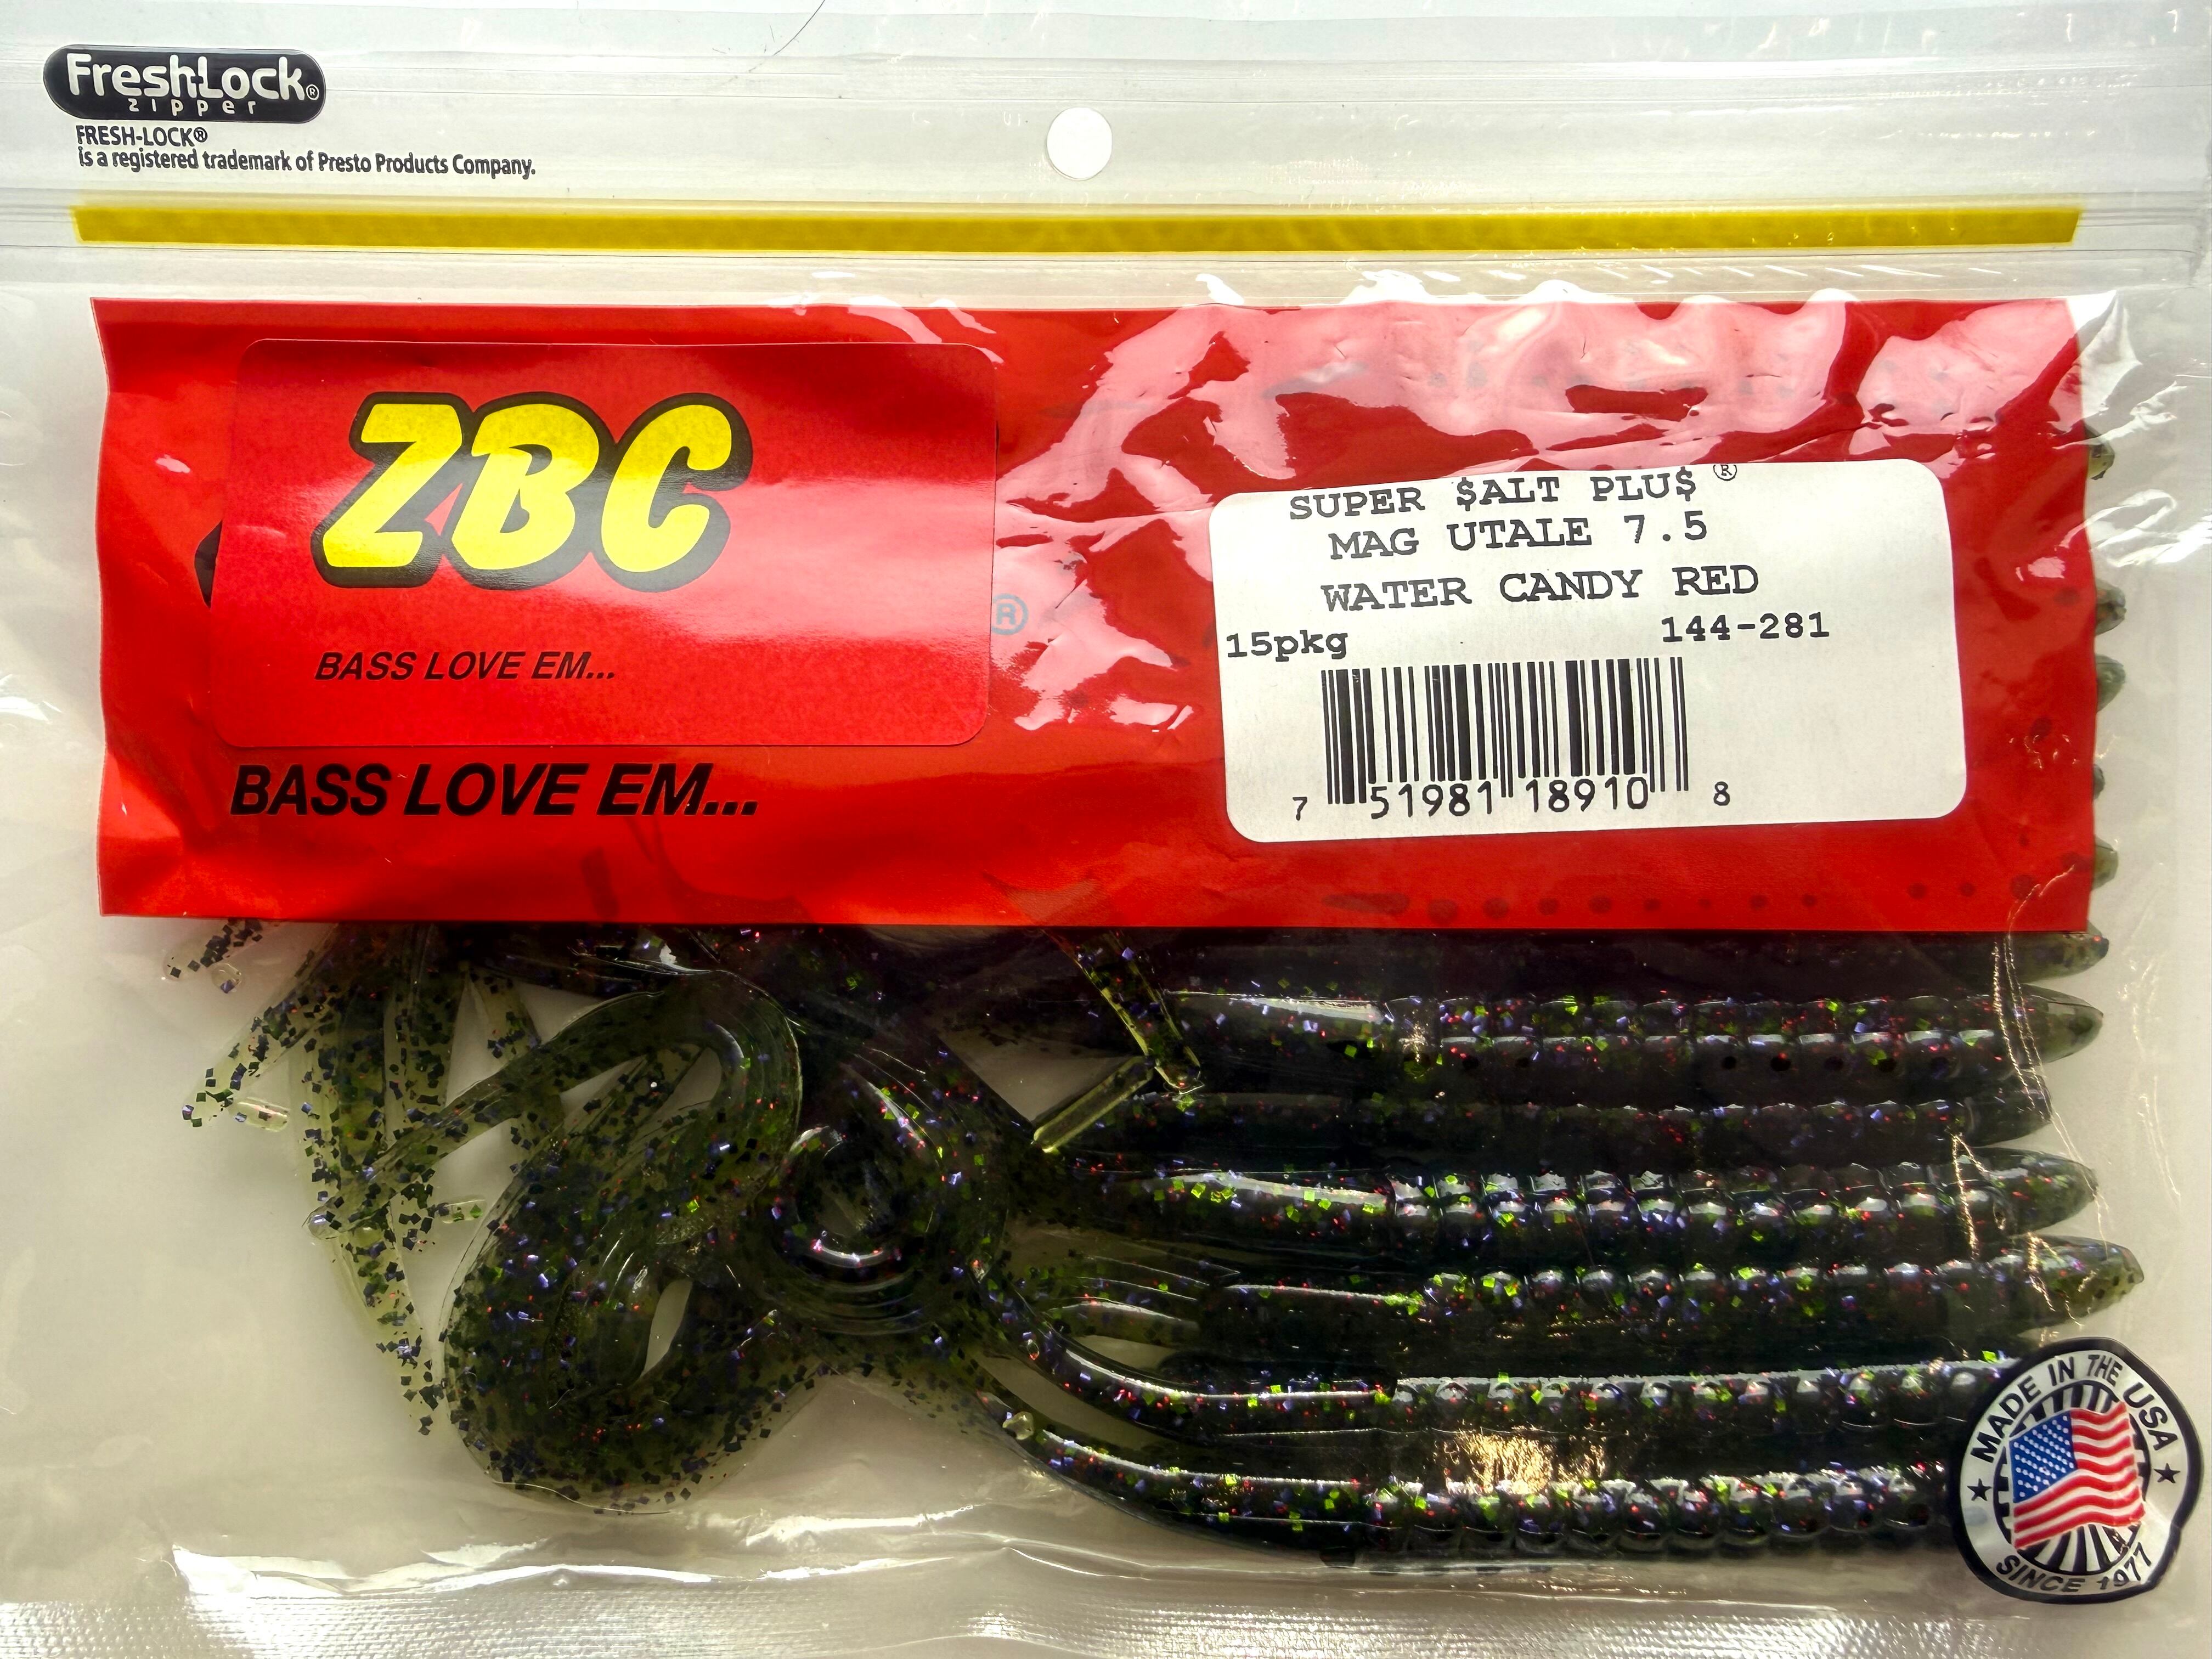 FreshLock®
zipper
FRESH-LOCK®
is a registered trademark of Presto Products Company.
ZBC
®
BASS LOVE EM...
BASS LOVE EM...
SUPER $ALT PLU$®
MAG UTALE 7.5
WATER CANDY RED
15pkg 144-281
7 51981 18910 8
MADE IN THE USA
SINCE 1977